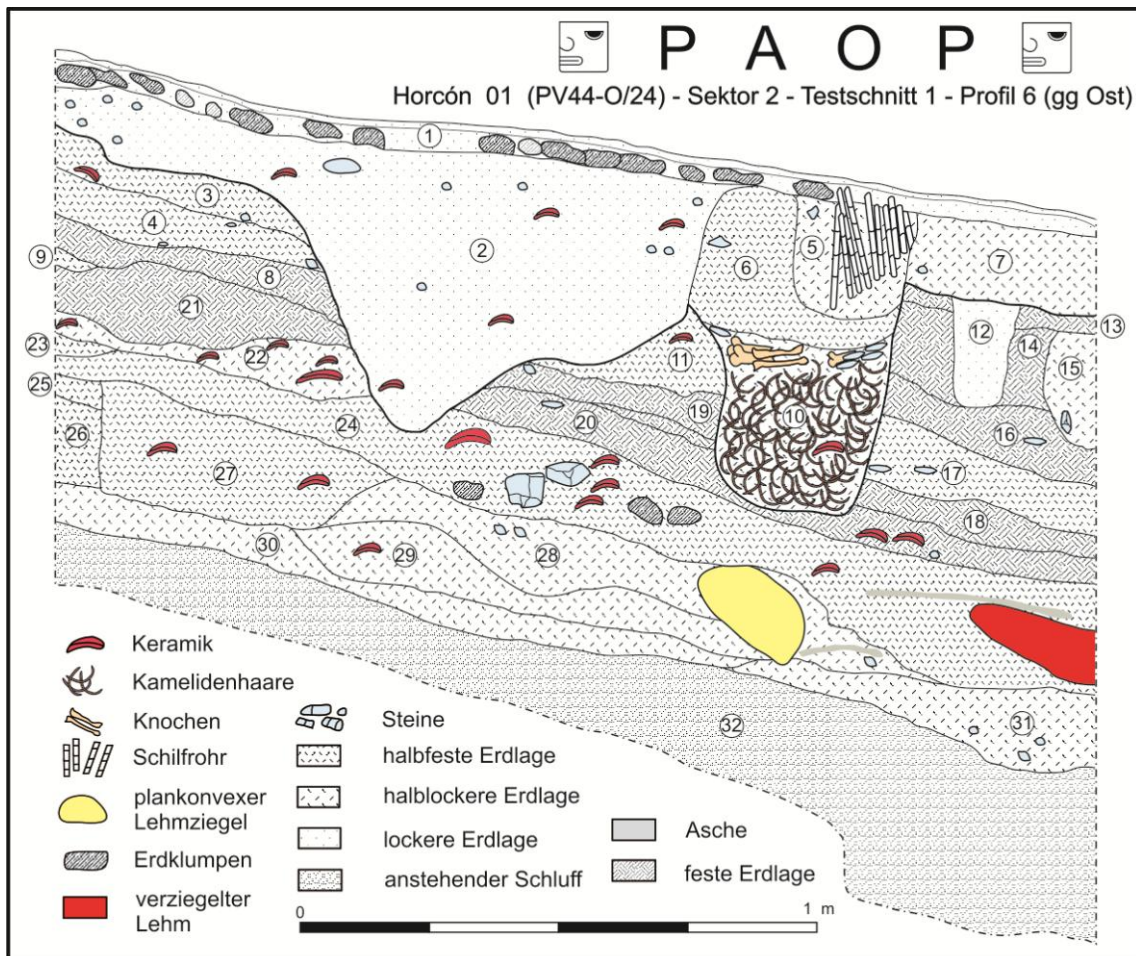 P A O P
Horcón 01 (PV44-O/24) - Sektor 2 - Testschnitt 1 - Profil 6 (gg Ost)
1
3
4
2
5
6
7
9
8
21
12
13
14
15
23
22
11
25
19
10
24
20
16
26
17
27
18
30
29
28
32
31
Keramik
Kamelidenhaare
Knochen
Schilfrohr
plankonvexer
Lehmziegel
Erdklumpen
verziegelter
Lehm
Steine
halbfeste Erdlage
halblockere Erdlage
lockere Erdlage
anstehender Schluff
Asche
feste Erdlage
0 1 m